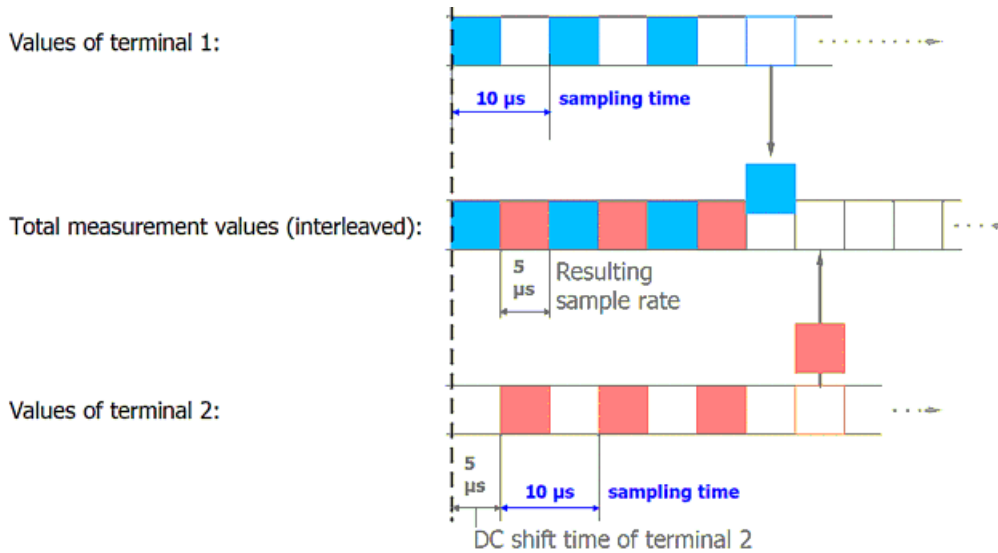 Values of terminal 1:
10 µs sampling time
Total measurement values (interleaved):
5
µs
Resulting
sample rate
Values of terminal 2:
5
µs
10 µs sampling time
DC shift time of terminal 2